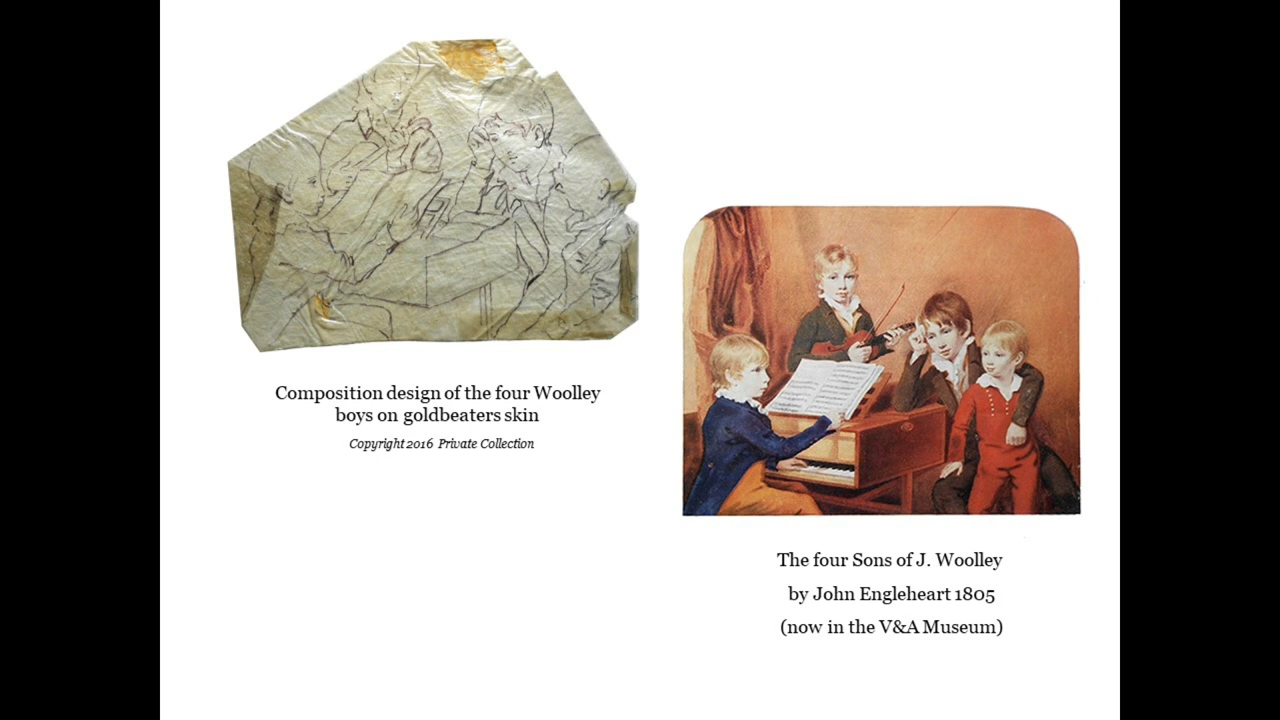 Composition design of the four Woolley
boys on goldbeaters skin
Copyright 2016 Private Collection
The four Sons of J. Woolley
by John Engleheart 1805
(now in the V&A Museum)